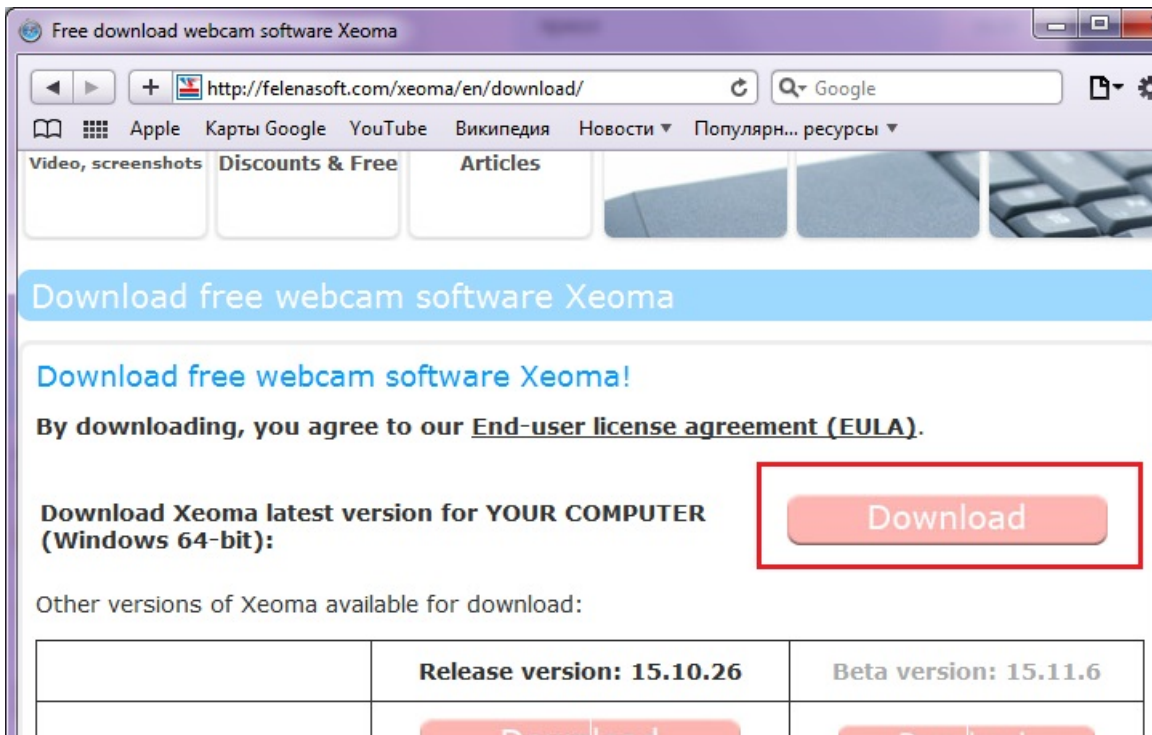 Free download webcam software Xeoma
http://felenasoft.com/xeoma/en/download/
Google
Apple Карты Google YouTube Википедия Новости Популярн... ресурсы
Video, screenshots Discounts & Free Articles
Download free webcam software Xeoma
Download free webcam software Xeoma!
By downloading, you agree to our End-user license agreement (EULA).
Download Xeoma latest version for YOUR COMPUTER
(Windows 64-bit):
Download
Other versions of Xeoma available for download:
Release version: 15.10.26 Beta version: 15.11.6